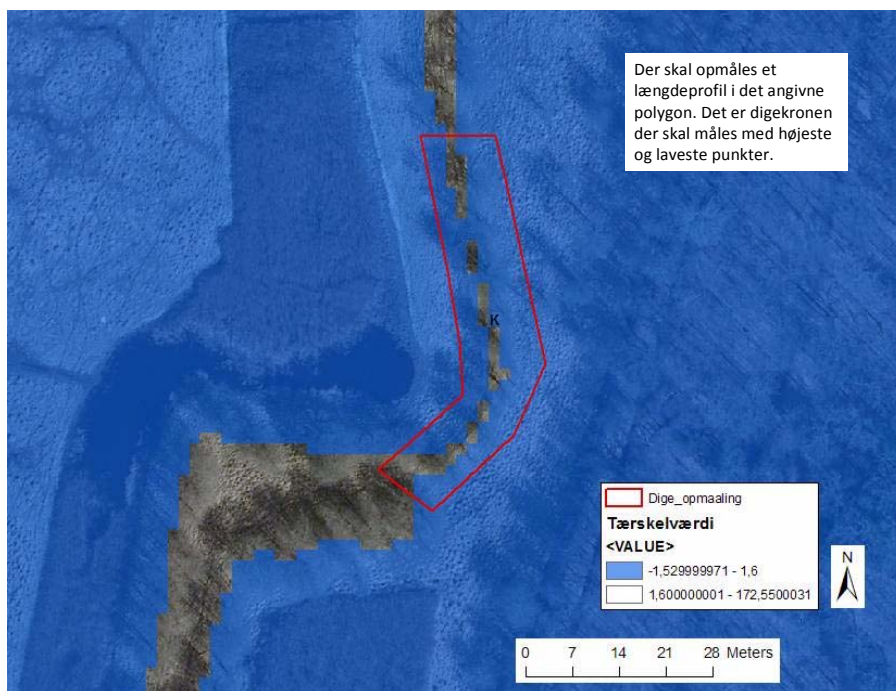 Der skal opmåles et
længdeprofil i det angivne
polygon. Det er digekronen
der skal måles med højeste
og laveste punkter.
K
Dige_opmaaling
Tærskelværdi
<VALUE>
-1,529999971 - 1,6
1,600000001 - 172,5500031
N
0 7 14 21 28 Meters